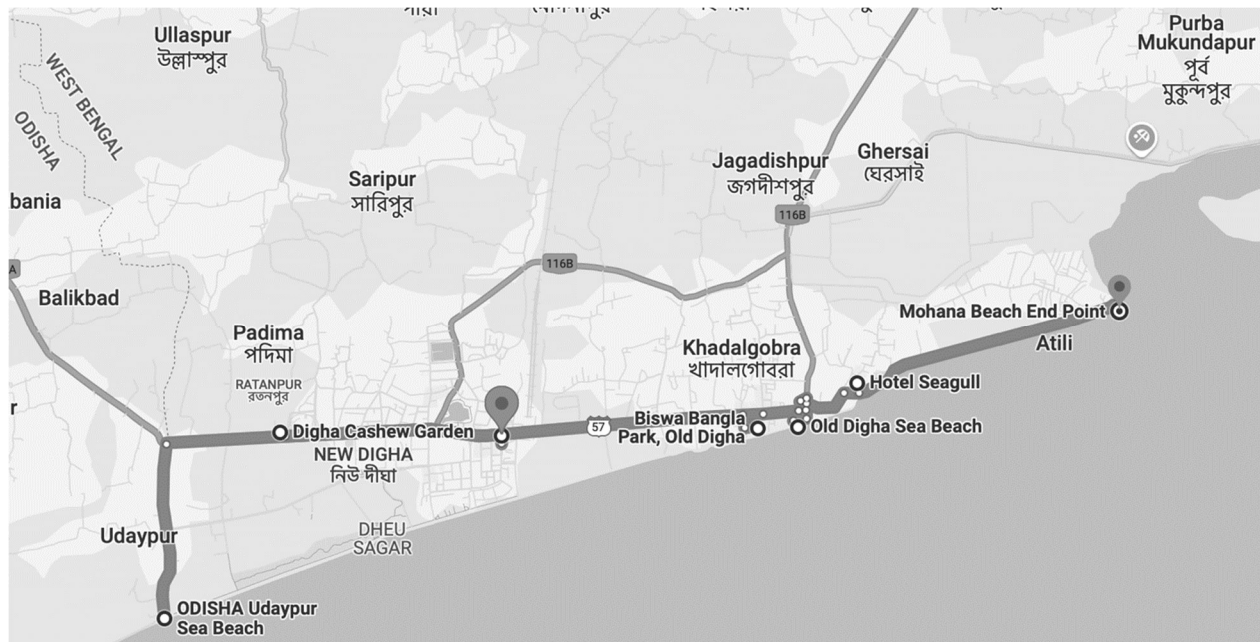 Ullaspur
উল্লাসপুর
Purba
Mukundapur
পূর্ব
মুকুন্দপুর
WEST BENGAL
ODISHA
Jagadishpur
জগদীশপুর
Ghersai
ঘেরসাই
Saripur
সারিপুর
bania
116B
116B
A
Balikbad
Mohana Beach End Point
Atili
Padima
পদিমা
Khadalgobra
খাদালগোবরা
RATANPUR
রতনপুর
Hotel Seagull
r
Digha Cashew Garden
57
Biswa Bangla
Park, Old Digha
Old Digha Sea Beach
NEW DIGHA
নিউ দীঘা
Udaypur
DHEU
SAGAR
ODISHA Udaypur
Sea Beach